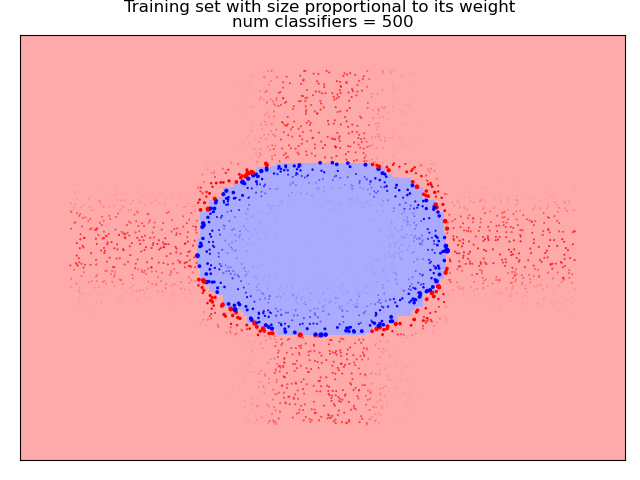 Training set with size proportional to its weight
num classifiers = 500